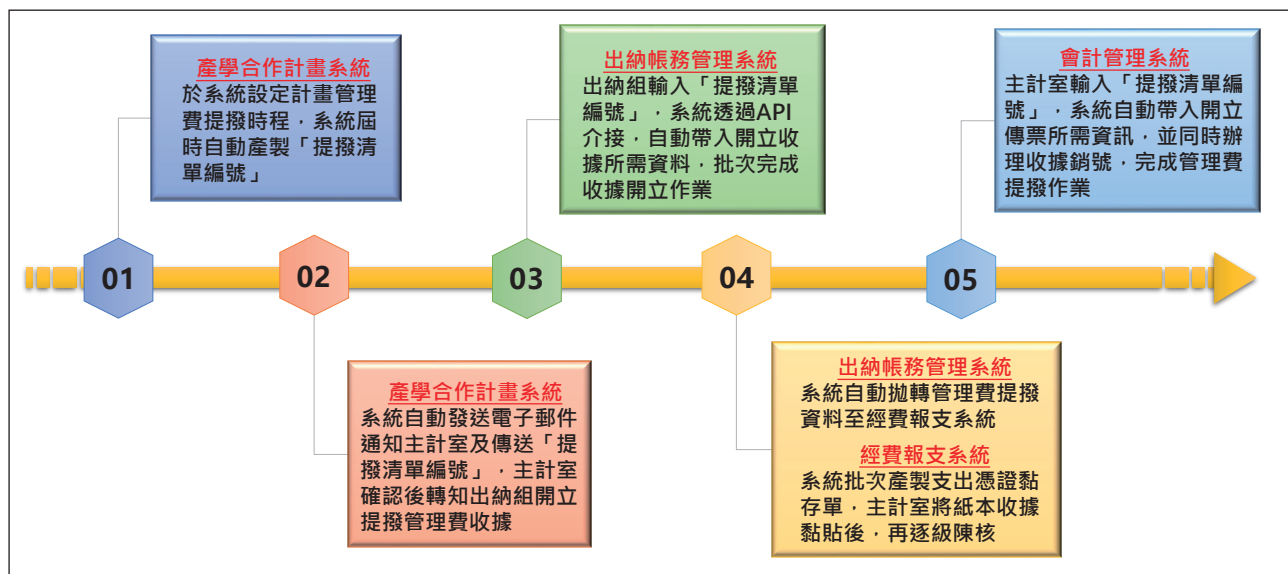 產學合作計畫系統
於系統設定計畫管理
費提撥時程，系統屆
時自動產製「提撥清
單編號」
出納帳務管理系統
出納組輸入「提撥清單
編號」，系統透過API
介接，自動帶入開立收
據所需資料，批次完成
收據開立作業
會計管理系統
主計室輸入「提撥清單編
號」，系統自動帶入開立
傳票所需資訊，並同時辦
理收據銷號，完成管理費
提撥作業
01
02
03
04
05
產學合作計畫系統
系統自動發送電子郵件
通知主計室及傳送「提
撥清單編號」，主計室
確認後轉知出納組開立
提撥管理費收據
出納帳務管理系統
系統自動拋轉管理費提撥
資料至經費報支系統
經費報支系統
系統批次產製支出憑證黏
存單，主計室將紙本收據
黏貼後，再逐級陳核